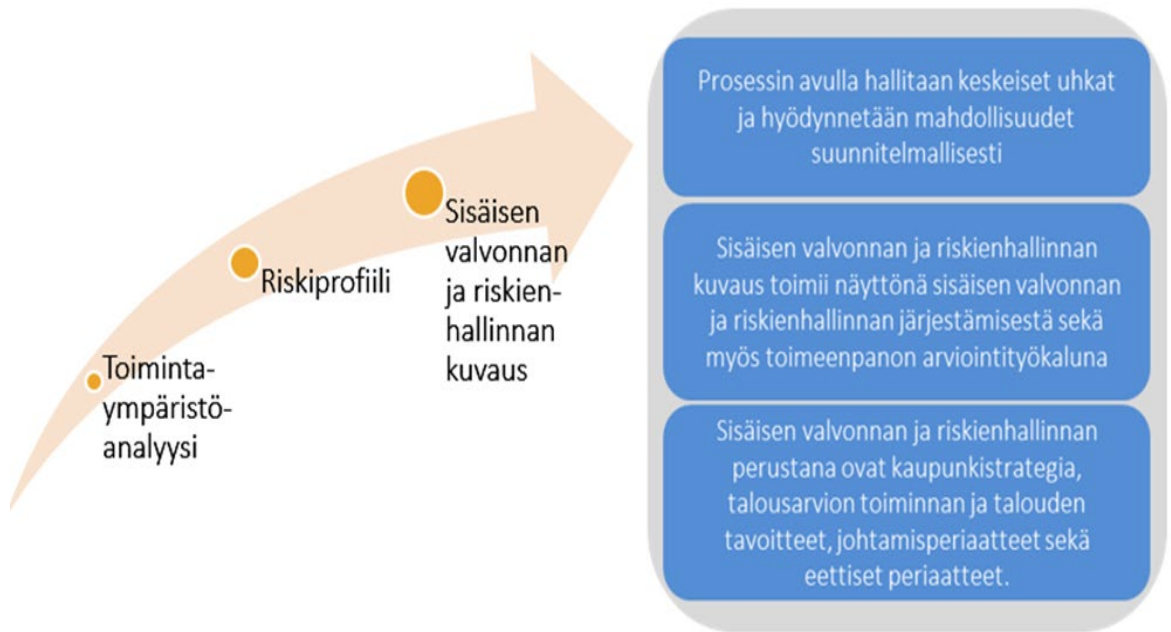 Toiminta-
ympäristö-
analyysi
Riskiprofiili
Sisäisen
valvonnan
ja riskien-
hallinnan
kuvaus
Prosessin avulla hallitaan keskeiset uhkat
ja hyödynnetään mahdollisuudet
suunnitelmallisesti
Sisäisen valvonnan ja riskienhallinnan
kuvaus toimii näyttönä sisäisen valvonnan
ja riskienhallinnan järjestämisestä sekä
myös toimeenpanon arviointityökaluna
Sisäisen valvonnan ja riskienhallinnan
perustana ovat kaupunkistrategia,
talousarvion toiminnan ja talouden
tavoitteet, johtamisperiaatteet sekä
eettiset periaatteet.